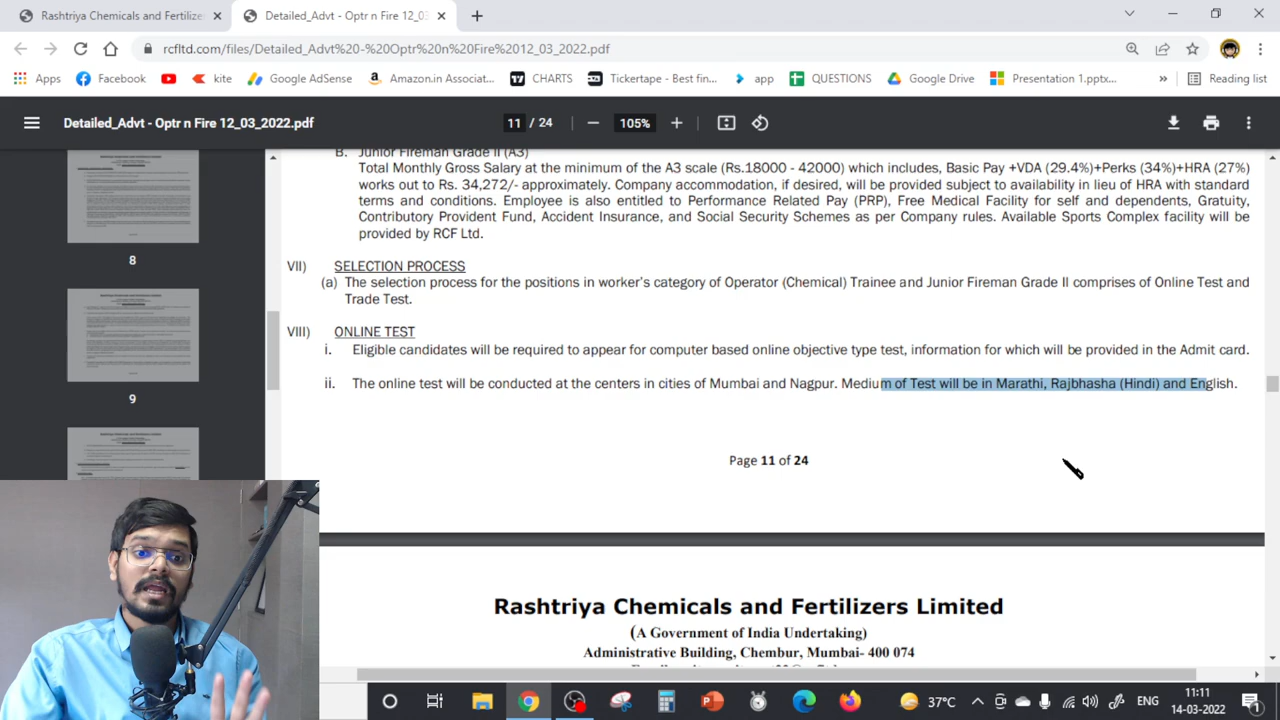 Rashtriya Chemicals and Fertilizer
Detailed_Advt - Optr n Fire 12_03
rcfltd.com/files/Detailed_Advt%20-%20Optr%20n%20Fire%2012_03_2022.pdf
Apps Facebook kite Google AdSense Amazon.in Associat... CHARTS Tickertape - Best fin... app QUESTIONS Google Drive Presentation 1.pptx... » Reading list
Detailed_Advt - Optr n Fire 12_03_2022.pdf 11 / 24 105%
8
9
B. Junior Fireman Grade II (A3)
Total Monthly Gross Salary at the minimum of the A3 scale (Rs.18000 - 42000) which includes, Basic Pay +VDA (29.4%)+Perks (34%)+HRA (27%)
works out to Rs. 34,272/- approximately. Company accommodation, if desired, will be provided subject to availability in lieu of HRA with standard
terms and conditions. Employee is also entitled to Performance Related Pay (PRP), Free Medical Facility for self and dependents, Gratuity,
Contributory Provident Fund, Accident Insurance, and Social Security Schemes as per Company rules. Available Sports Complex facility will be
provided by RCF Ltd.
VII) SELECTION PROCESS
(a) The selection process for the positions in worker's category of Operator (Chemical) Trainee and Junior Fireman Grade II comprises of Online Test and
Trade Test.
VIII) ONLINE TEST
i. Eligible candidates will be required to appear for computer based online objective type test, information for which will be provided in the Admit card.
ii. The online test will be conducted at the centers in cities of Mumbai and Nagpur. Medium of Test will be in Marathi, Rajbhasha (Hindi) and English.
Page 11 of 24
Rashtriya Chemicals and Fertilizers Limited
(A Government of India Undertaking)
Administrative Building, Chembur, Mumbai- 400 074
37°C ENG 11:11
14-03-2022